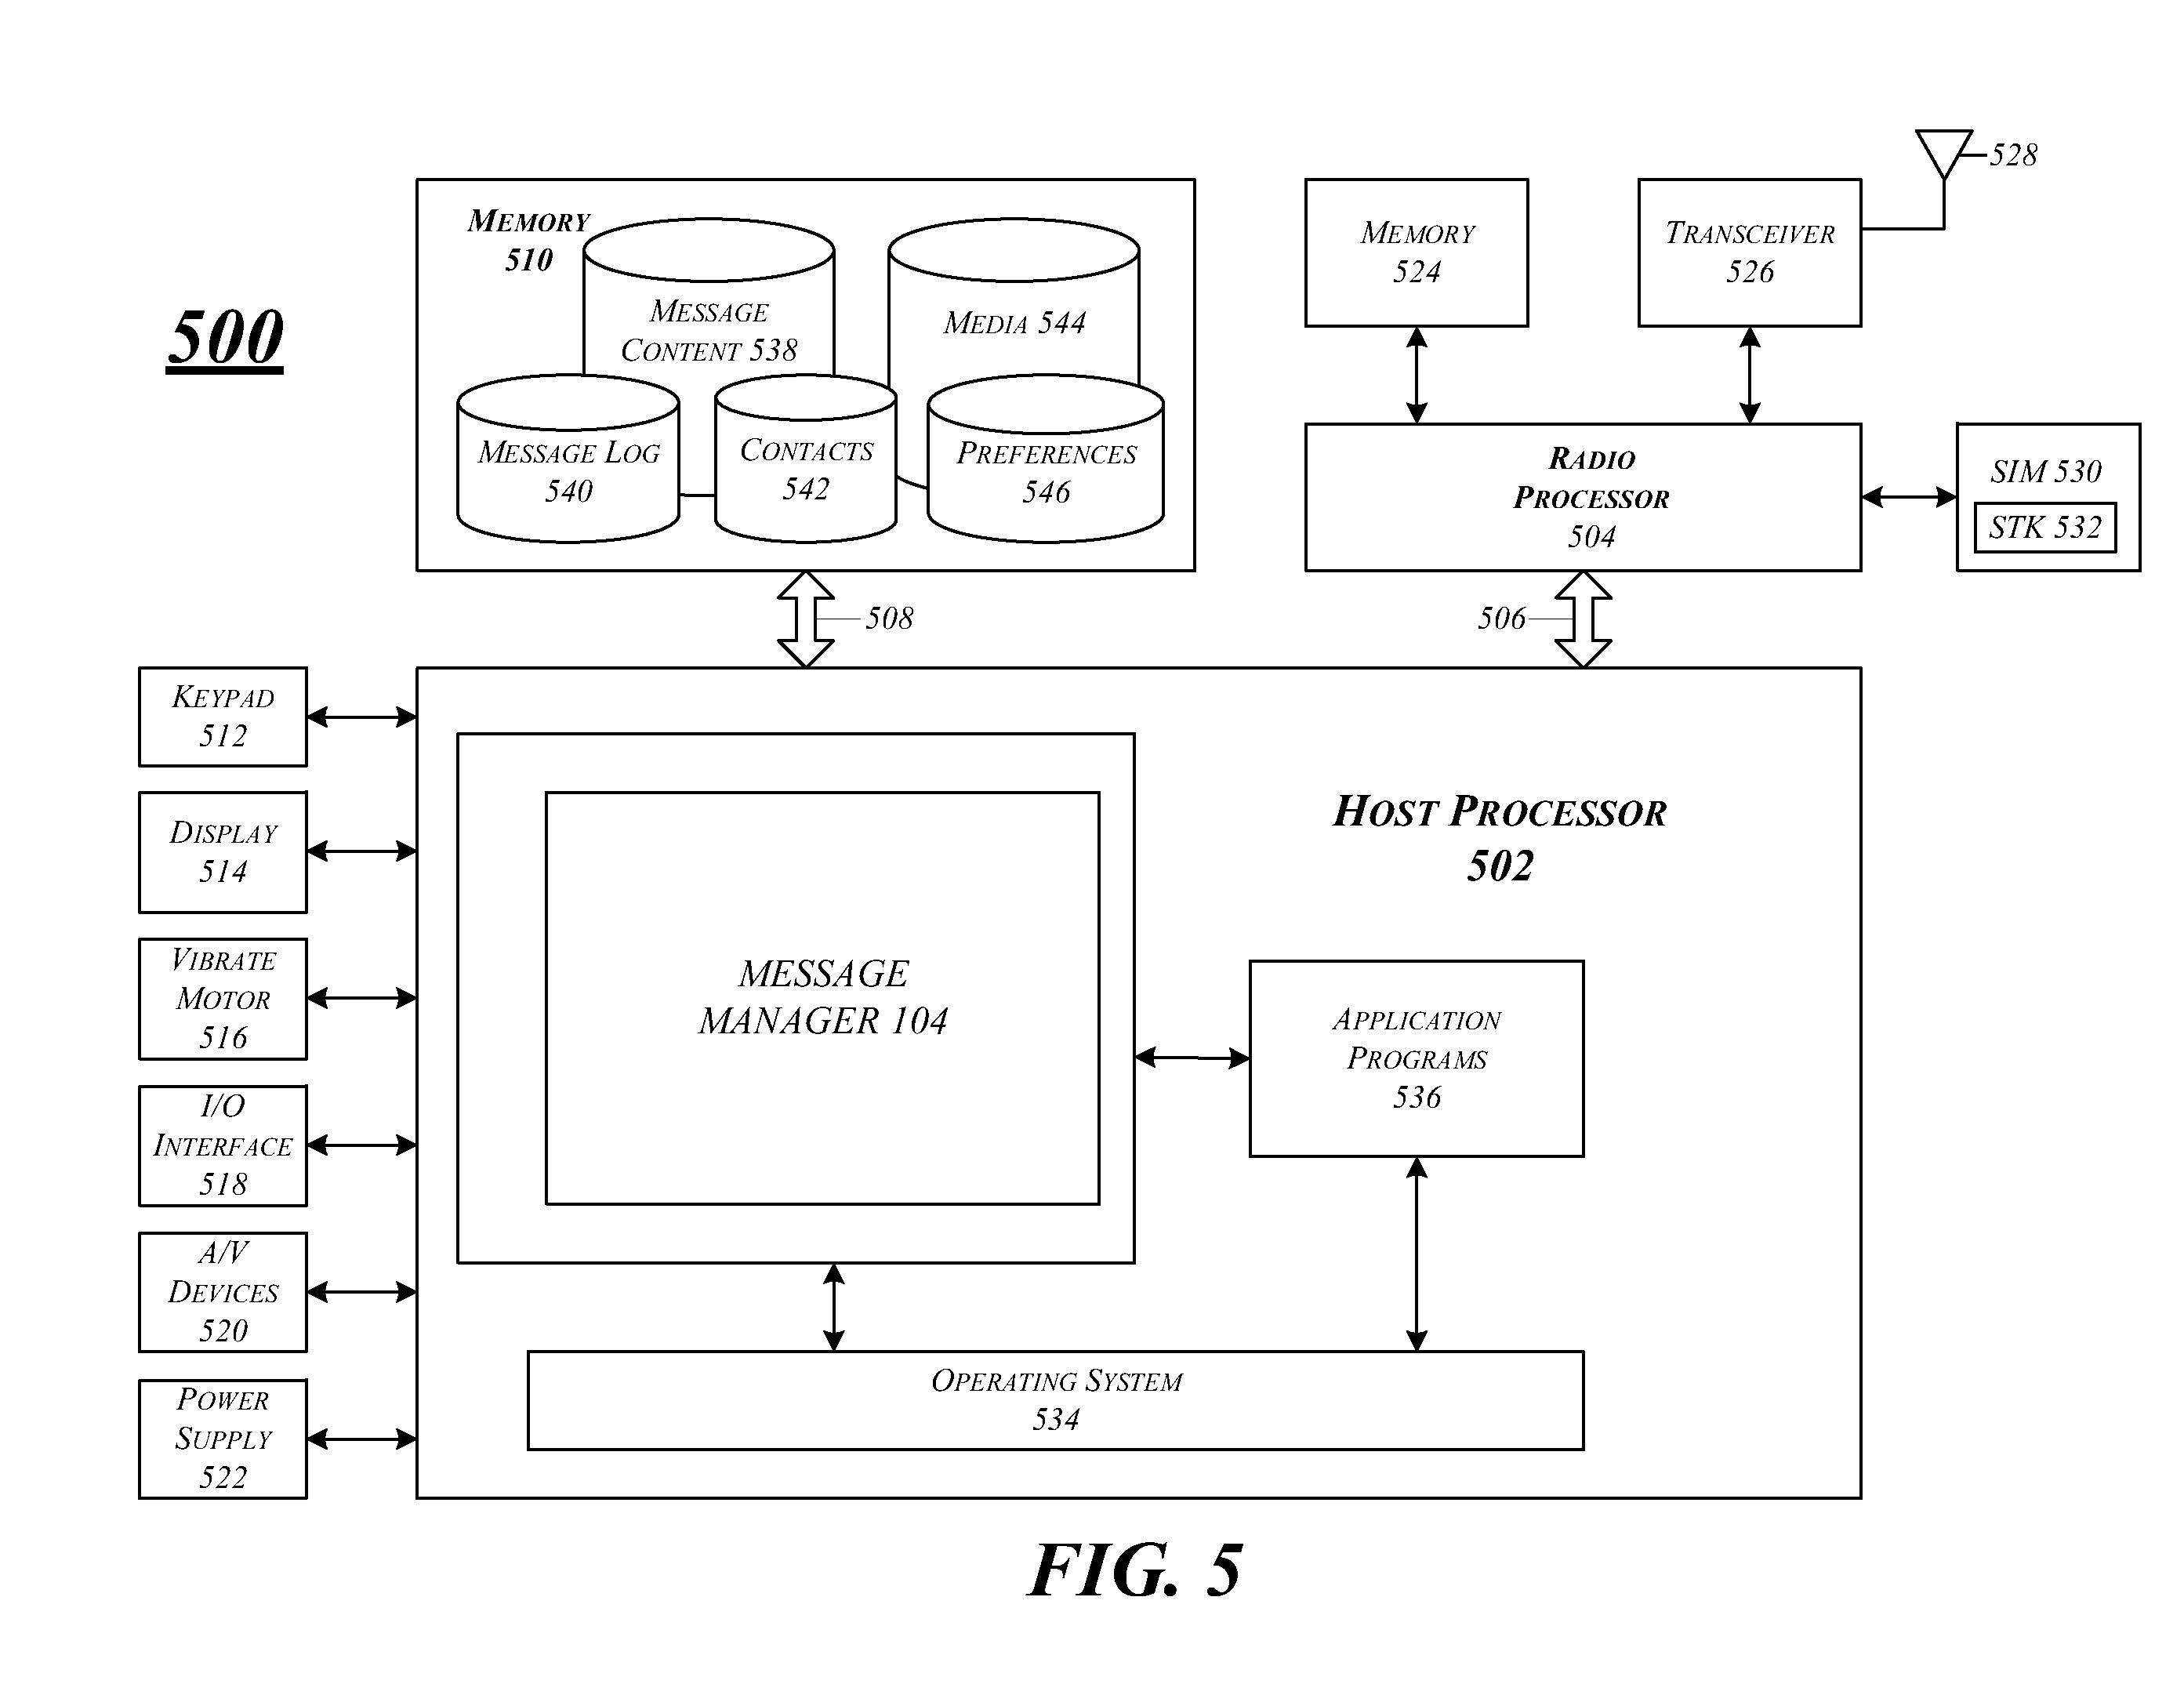 528
MEMORY
510
MEMORY
524
TRANSCEIVER
526
500
MESSAGE
CONTENT 538
MEDIA 544
MESSAGE LOG
540
CONTACTS
542
PREFERENCES
546
RADIO
PROCESSOR
504
SIM 530
STK 532
508
506
KEYPAD
512
DISPLAY
514
VIBRATE
MOTOR
516
I/O
INTERFACE
518
A/V
DEVICES
520
POWER
SUPPLY
522
HOST PROCESSOR
502
MESSAGE
MANAGER 104
APPLICATION
PROGRAMS
536
OPERATING SYSTEM
534
FIG. 5